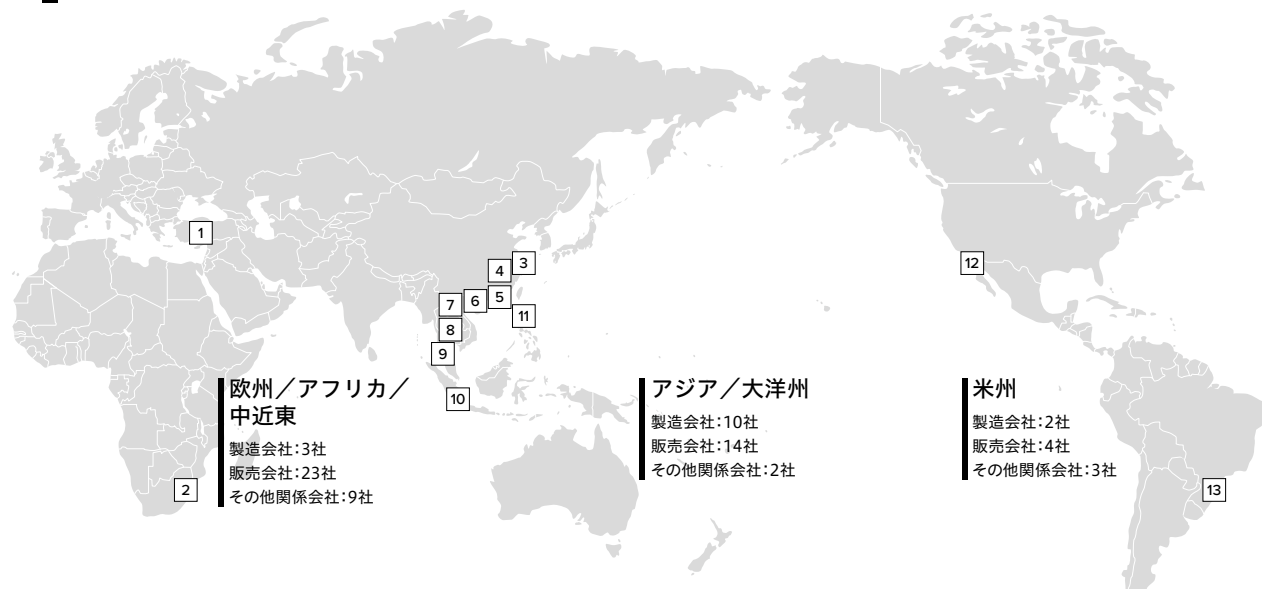 1
2
3
4
5
6
7
8
9
10
11
12
13
欧州／アフリカ／
中近東
製造会社：3社
販売会社：23社
その他関係会社：9社
アジア／大洋州
製造会社：10社
販売会社：14社
その他関係会社：2社
米州
製造会社：2社
販売会社：4社
その他関係会社：3社